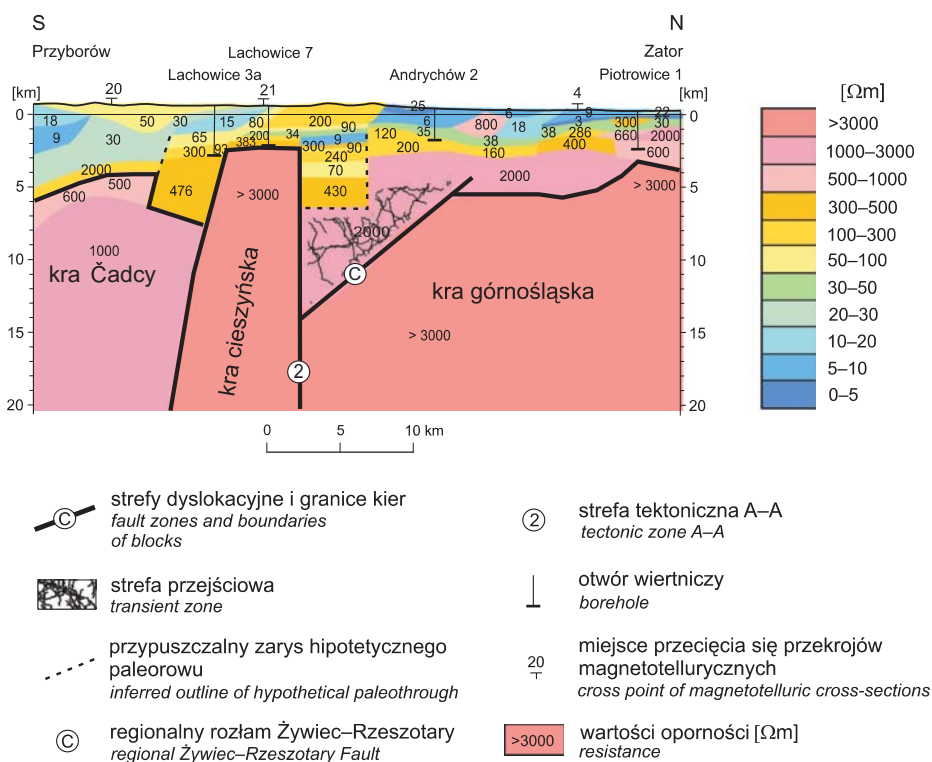 S N
Przyborów Lachowice 7 Zator
Lachowice 3a Andrychów 2 Piotrowice 1
[km] 20 21 25 4 [km] [Ωm]
0 6 9 22 0
18 50 30 15 80 200 90 6 800 18 3 300 30
9 30 65 200 34 9 120 35 38 38 286 660 2000
300 93 383 300 90 200 160 400 600
2000 240
5 500 476 > 3000 70 2000 > 3000 5
600 430
1000 2000
10 kra Čadcy C kra górnośląska 10
kra cieszyńska
15 > 3000 15
2
20 20
0 5 10 km
>3000
1000–3000
500–1000
300–500
100–300
50–100
30–50
20–30
10–20
5–10
0–5
C strefy dyslokacyjne i granice kier
fault zones and boundaries
of blocks
2 strefa tektoniczna A–A
tectonic zone A–A
strefa przejściowa
transient zone
otwór wiertniczy
borehole
przypuszczalny zarys hipotetycznego
paleorowu
inferred outline of hypothetical paleothrough
20 miejsce przecięcia się przekrojów
magnetotellurycznych
cross point of magnetotelluric cross-sections
C regionalny rozłam Żywiec–Rzeszotary
regional Żywiec–Rzeszotary Fault
>3000 wartości oporności [Ωm]
resistance